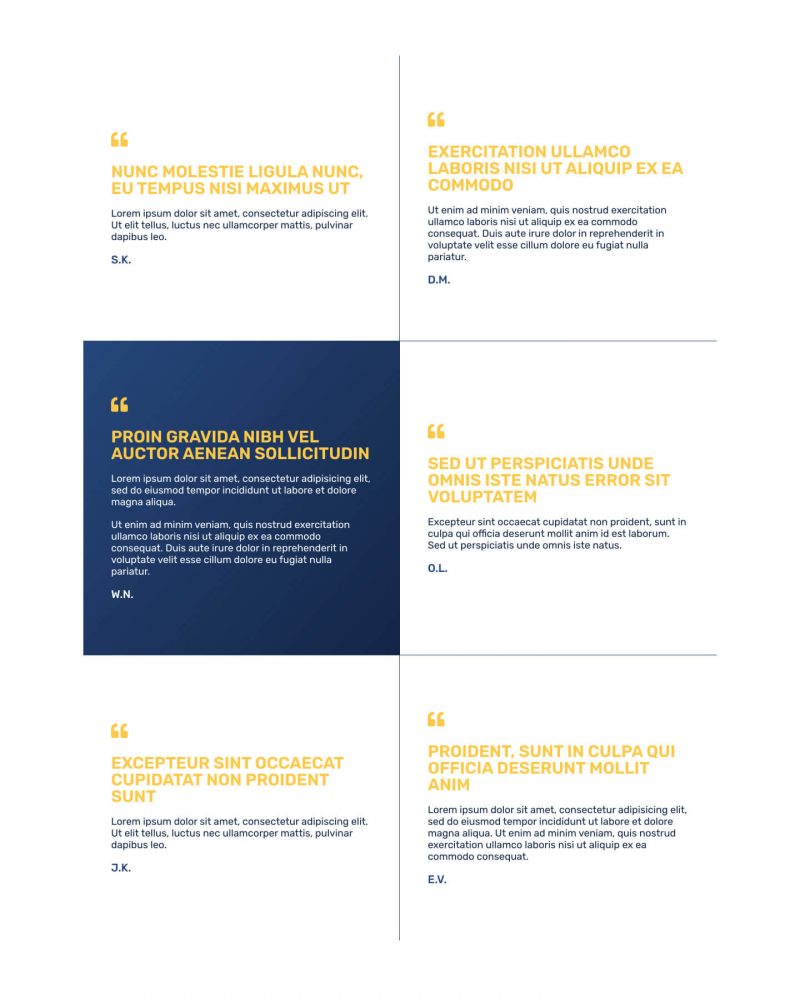 “
NUNC MOLESTIE LIGULA NUNC,
EU TEMPUS NISI MAXIMUS UT
Lorem ipsum dolor sit amet, consectetur adipiscing elit.
Ut elit tellus, luctus nec ullamcorper mattis, pulvinar
dapibus leo.
S.K.
“
EXERCITATION ULLAMCO
LABORIS NISI UT ALIQUIP EX EA
COMMODO
Ut enim ad minim veniam, quis nostrud exercitation
ullamco laboris nisi ut aliquip ex ea commodo
consequat. Duis aute irure dolor in reprehenderit in
voluptate velit esse cillum dolore eu fugiat nulla
pariatur.
D.M.
“
PROIN GRAVIDA NIBH VEL
AUCTOR AENEAN SOLLICITUDIN
Lorem ipsum dolor sit amet, consectetur adipiscing elit,
sed do eiusmod tempor incididunt ut labore et dolore
magna aliqua.
Ut enim ad minim veniam, quis nostrud exercitation
ullamco laboris nisi ut aliquip ex ea commodo
consequat. Duis aute irure dolor in reprehenderit in
voluptate velit esse cillum dolore eu fugiat nulla
pariatur.
W.N.
“
SED UT PERSPICIATIS UNDE
OMNIS ISTE NATUS ERROR SIT
VOLUPTATEM
Excepteur sint occaecat cupidatat non proident, sunt in
culpa qui officia deserunt mollit anim id est laborum.
Sed ut perspiciatis unde omnis iste natus.
O.L.
“
EXCEPTEUR SINT OCCAECAT
CUPIDATAT NON PROIDENT
SUNT
Lorem ipsum dolor sit amet, consectetur adipiscing elit.
Ut elit tellus, luctus nec ullamcorper mattis, pulvinar
dapibus leo.
J.K.
“
PROIDENT, SUNT IN CULPA QUI
OFFICIA DESERUNT MOLLIT
ANIM
Lorem ipsum dolor sit amet, consectetur adipiscing elit,
sed do eiusmod tempor incididunt ut labore et dolore
magna aliqua. Ut enim ad minim veniam, quis nostrud
exercitation ullamco laboris nisi ut aliquip ex ea
commodo consequat.
E.V.